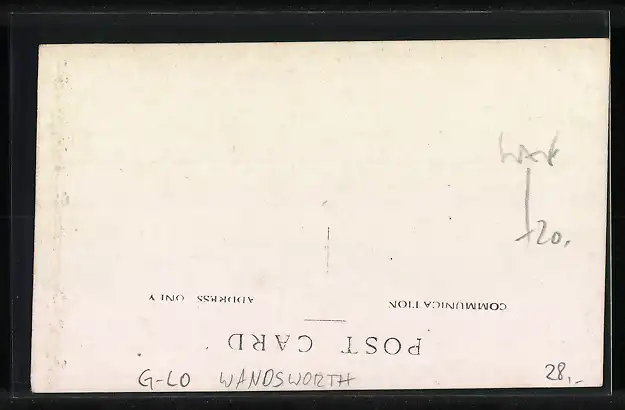 20,
ADDRESS ONLY COMMUNICATION
POST CARD
G-LO WANDSWORTH 28,-